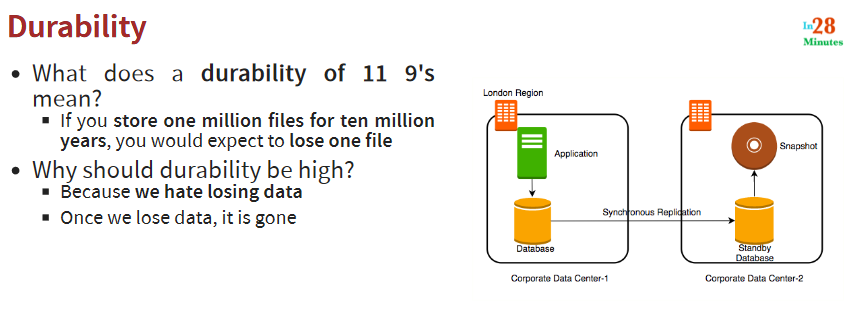 Durability
In28
Minutes
What does a durability of 11 9's
mean?
If you store one million files for ten million
years, you would expect to lose one file
Why should durability be high?
Because we hate losing data
Once we lose data, it is gone
London Region
Application
Snapshot
Synchronous Replication
Database
Standby
Database
Corporate Data Center-1
Corporate Data Center-2